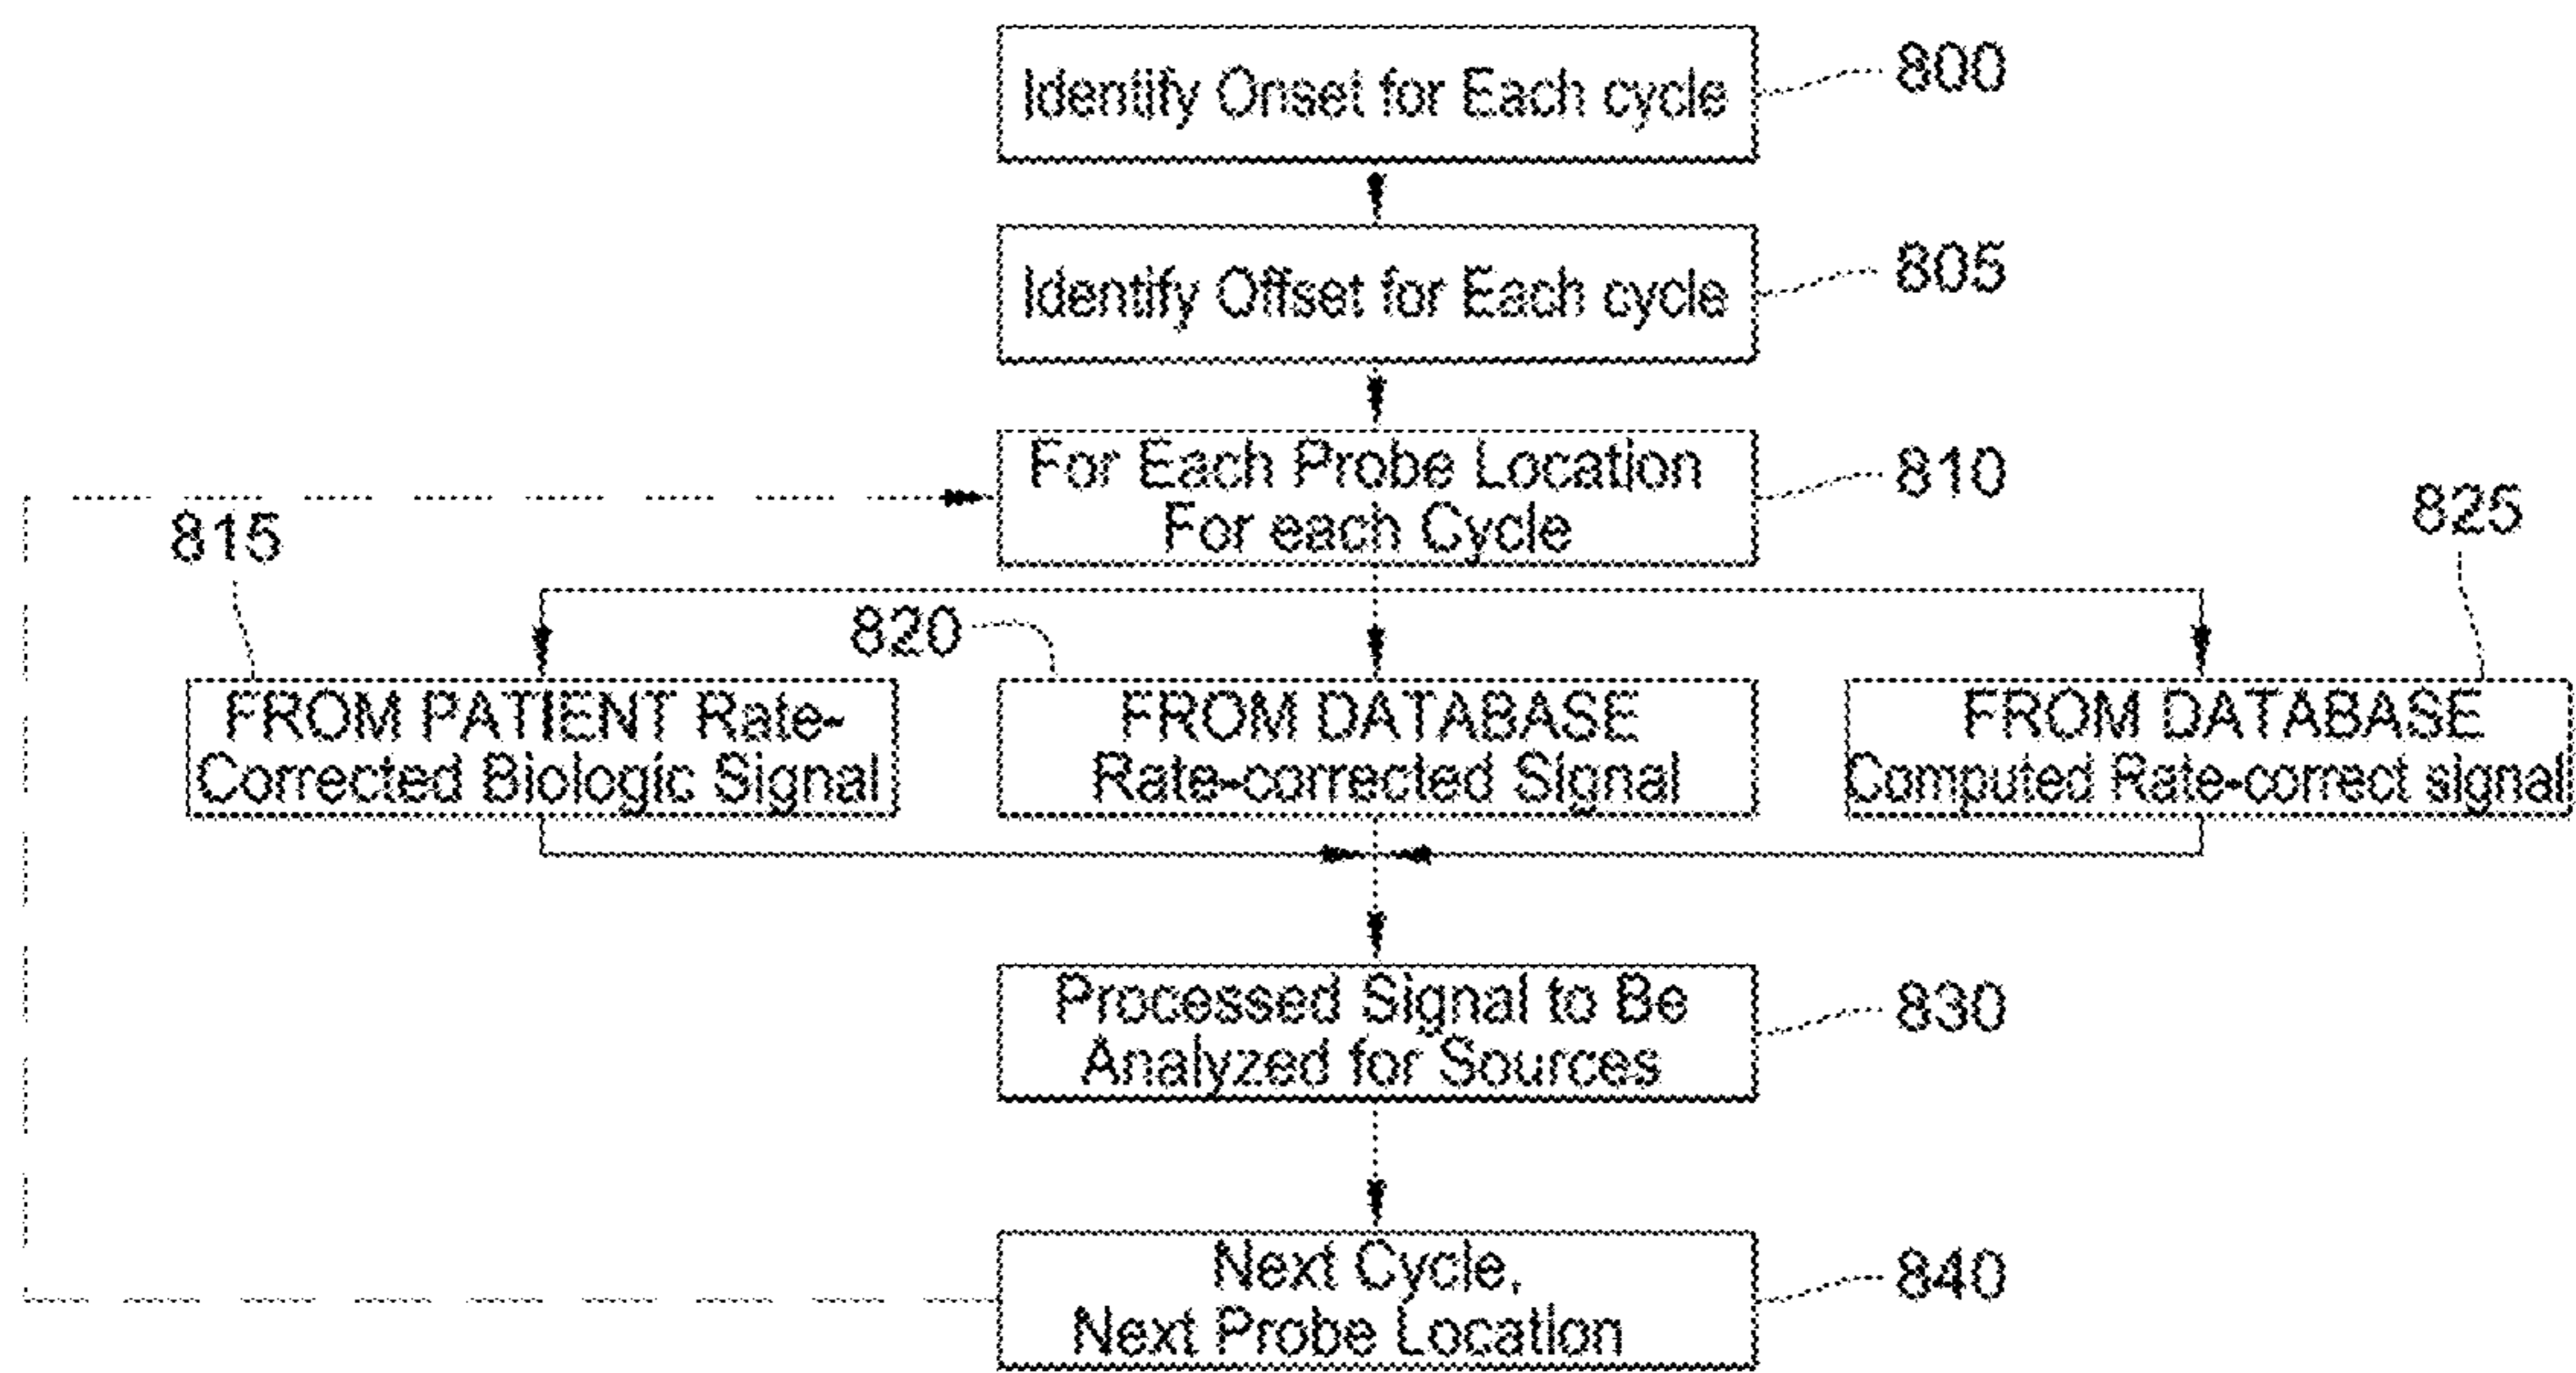 Identify Onset for Each cycle
800
Identify Offset for Each cycle
805
For Each Probe Location
For each Cycle
810
815
820
825
FROM PATIENT Rate-
Corrected Biologic Signal
FROM DATABASE
Rate-corrected Signal
FROM DATABASE
Computed Rate-correct signal
Processed Signal to Be
Analyzed for Sources
830
Next Cycle,
Next Probe Location
840